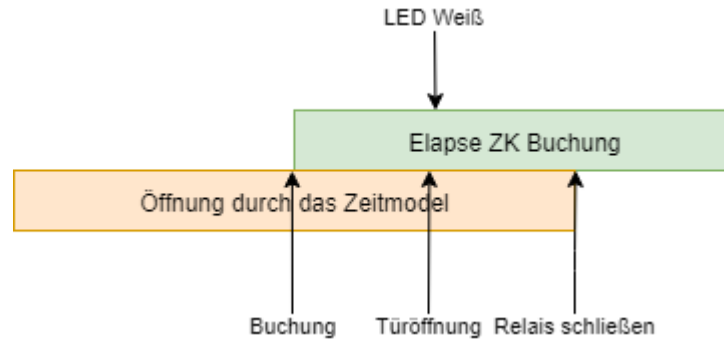 LED Weiß
Elapse ZK Buchung
Öffnung durch das Zeitmodel
Buchung
Türöffnung
Relais schließen